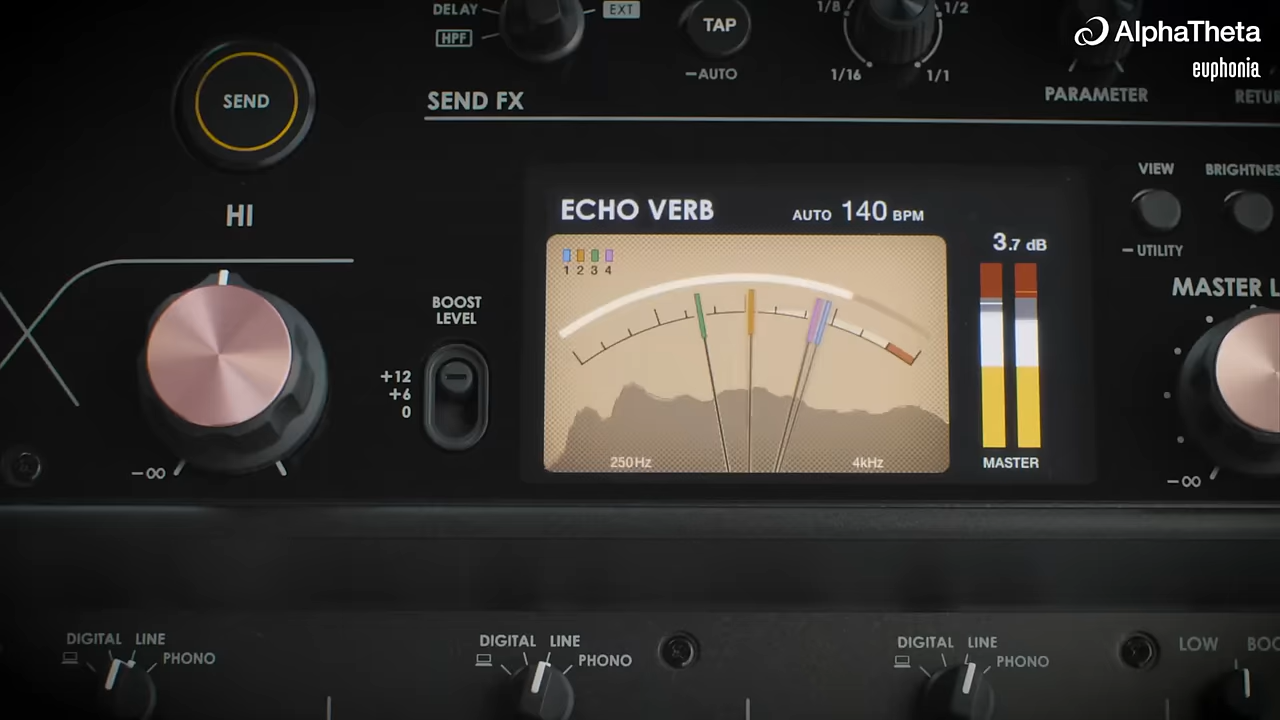 DELAY
EXT
HPF
TAP
AUTO
1/8
1/2
1/16
1/1
AlphaTheta
euphonia
PARAMETER
SEND FX
SEND
HI
VIEW
UTILITY
ECHO VERB
AUTO 140 BPM
3.7 dB
1 2 3 4
250Hz
4kHz
MASTER
MASTER L
BOOST
LEVEL
+12
+6
0
-∞
-∞
DIGITAL LINE
PHONO
DIGITAL LINE
PHONO
DIGITAL LINE
PHONO
LOW